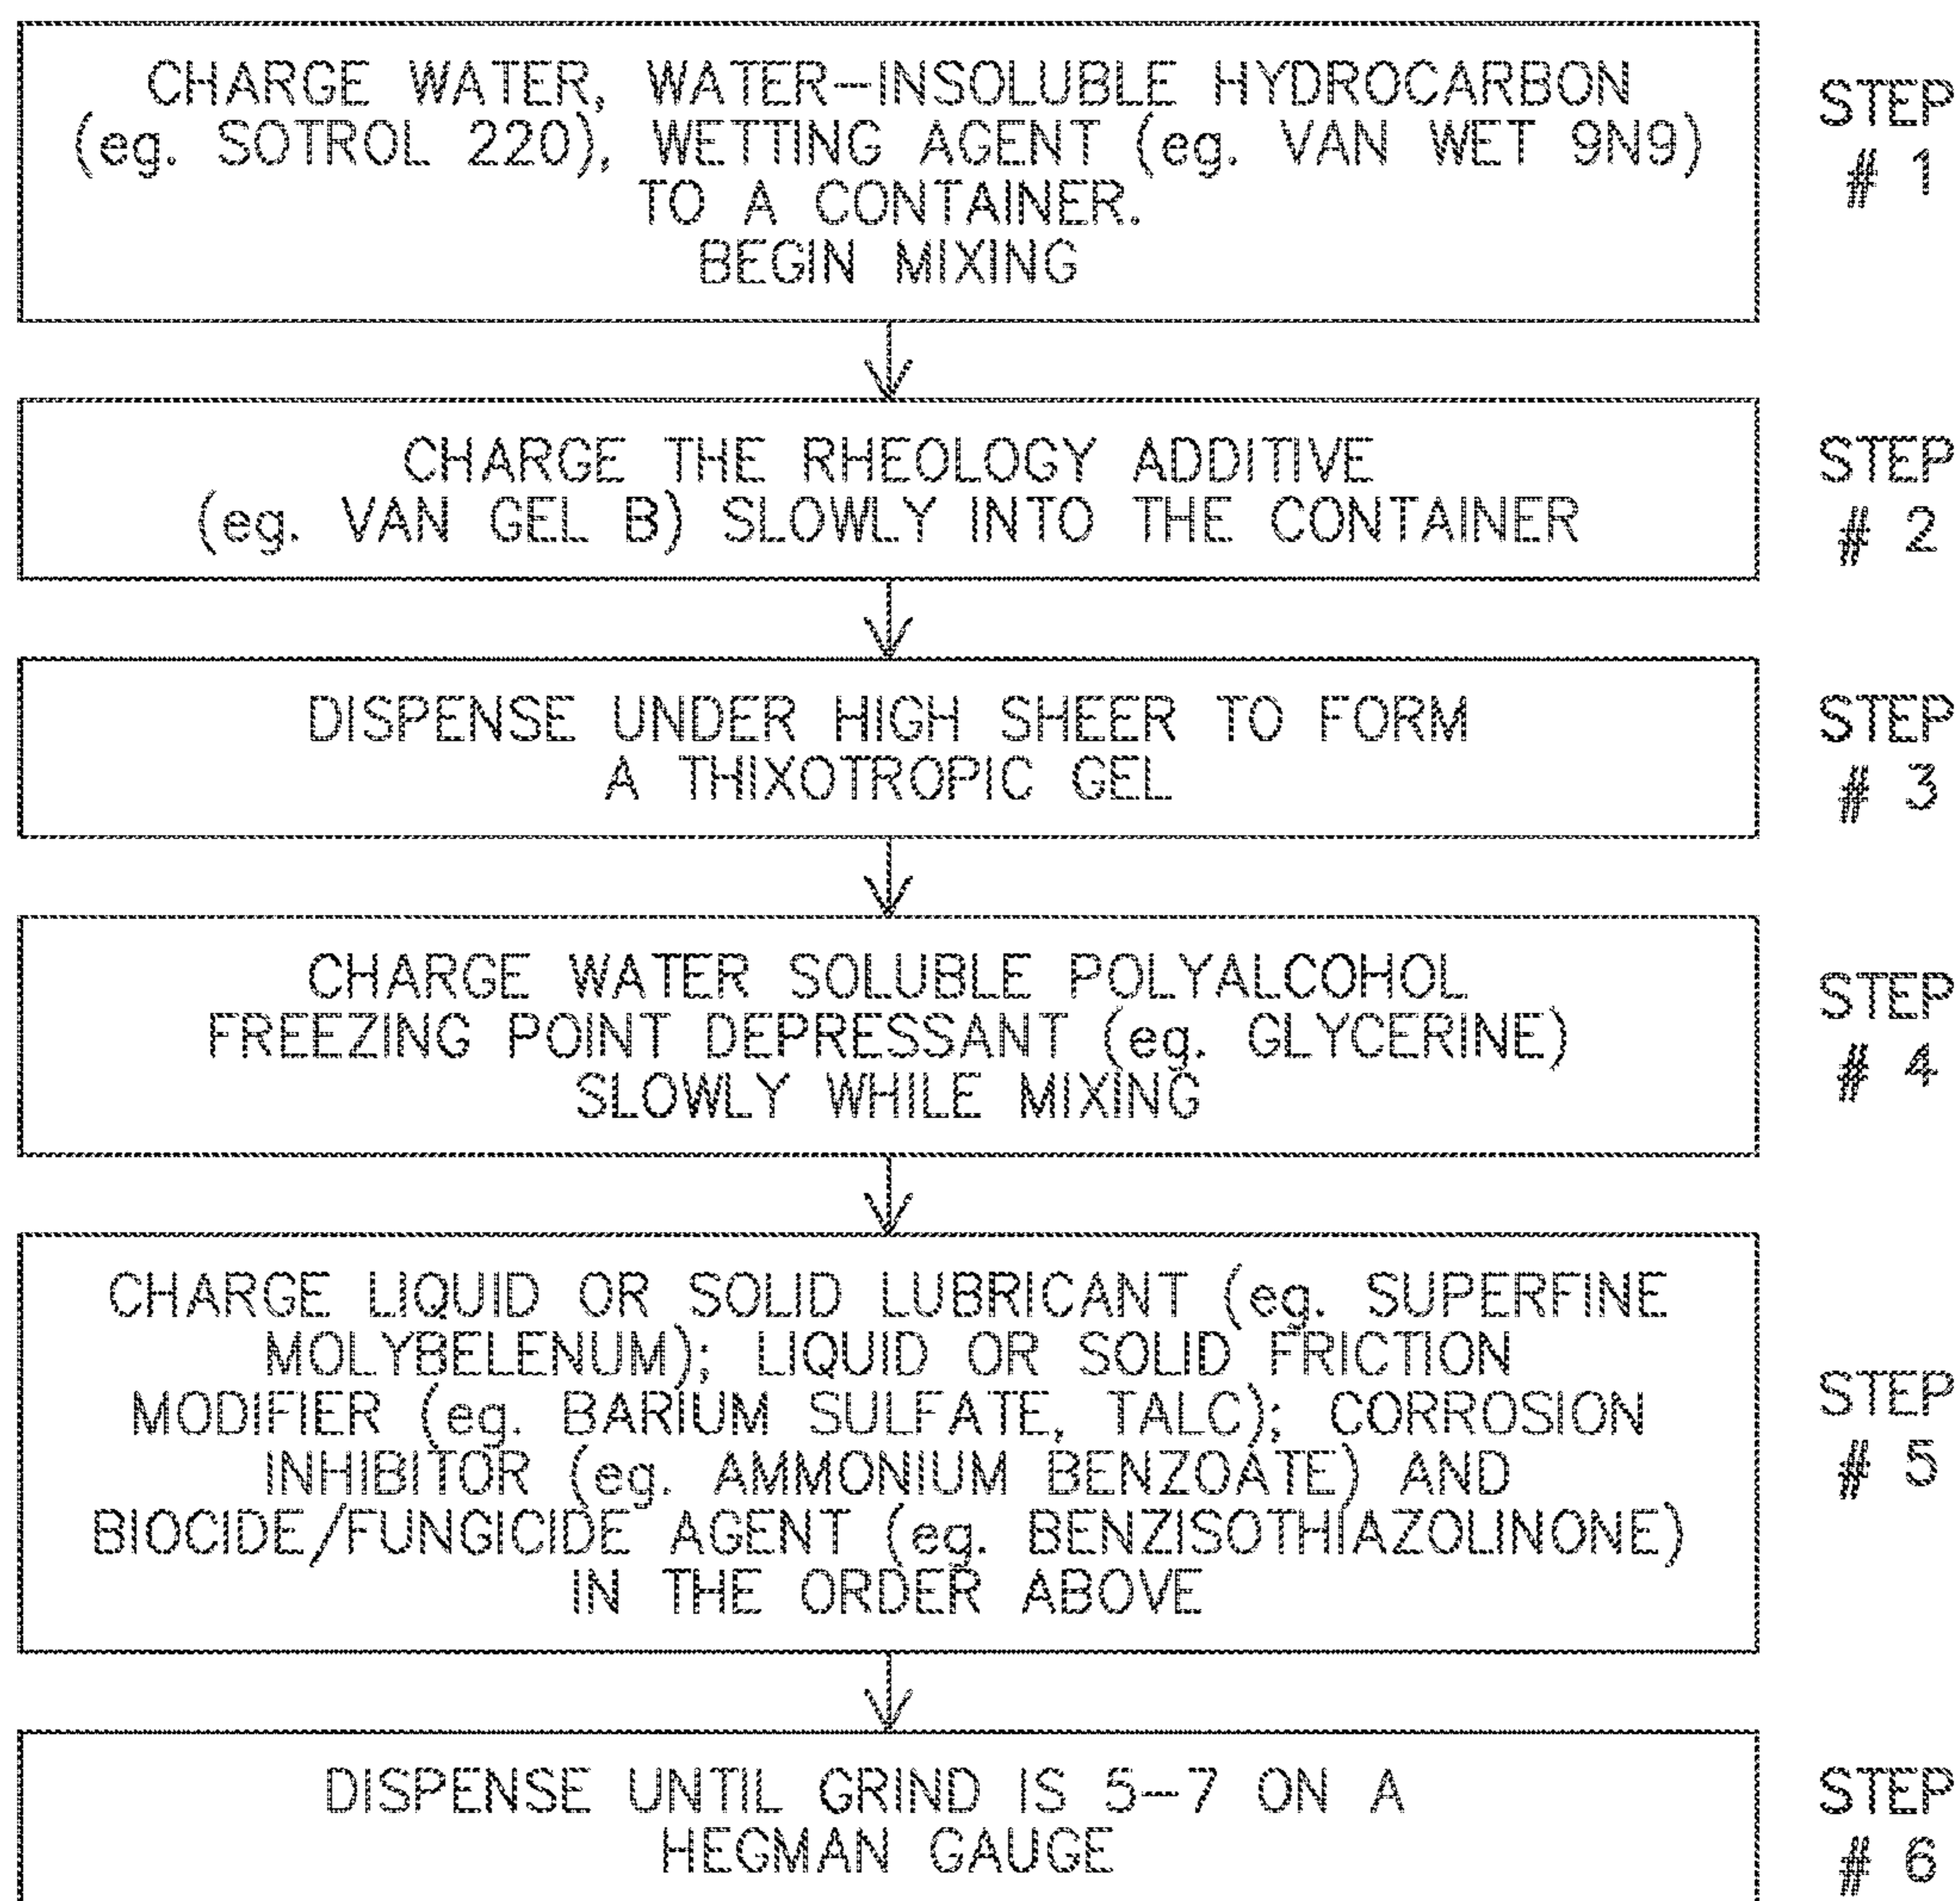 CHARGE WATER, WATER-INSOLUBLE HYDROCARBON
(eg. SOTROL 220), WETTING AGENT (eg. VAN WET 9N9)
TO A CONTAINER.
BEGIN MIXING
STEP
# 1
CHARGE THE RHEOLOGY ADDITIVE
(eg. VAN GEL B) SLOWLY INTO THE CONTAINER
STEP
# 2
DISPENSE UNDER HIGH SHEER TO FORM
A THIXOTROPIC GEL
STEP
# 3
CHARGE WATER SOLUBLE POLYALCOHOL
FREEZING POINT DEPRESSANT (eg. GLYCERINE)
SLOWLY WHILE MIXING
STEP
# 4
CHARGE LIQUID OR SOLID LUBRICANT (eg. SUPERFINE
MOLYBELENUM); LIQUID OR SOLID FRICTION
MODIFIER (eg. BARIUM SULFATE, TALC); CORROSION
INHIBITOR (eg. AMMONIUM BENZOATE) AND
BIOCIDE/FUNGICIDE AGENT (eg. BENZISOTHIAZOLINONE)
IN THE ORDER ABOVE
STEP
# 5
DISPENSE UNTIL GRIND IS 5-7 ON A
HEGMAN GAUGE
STEP
# 6